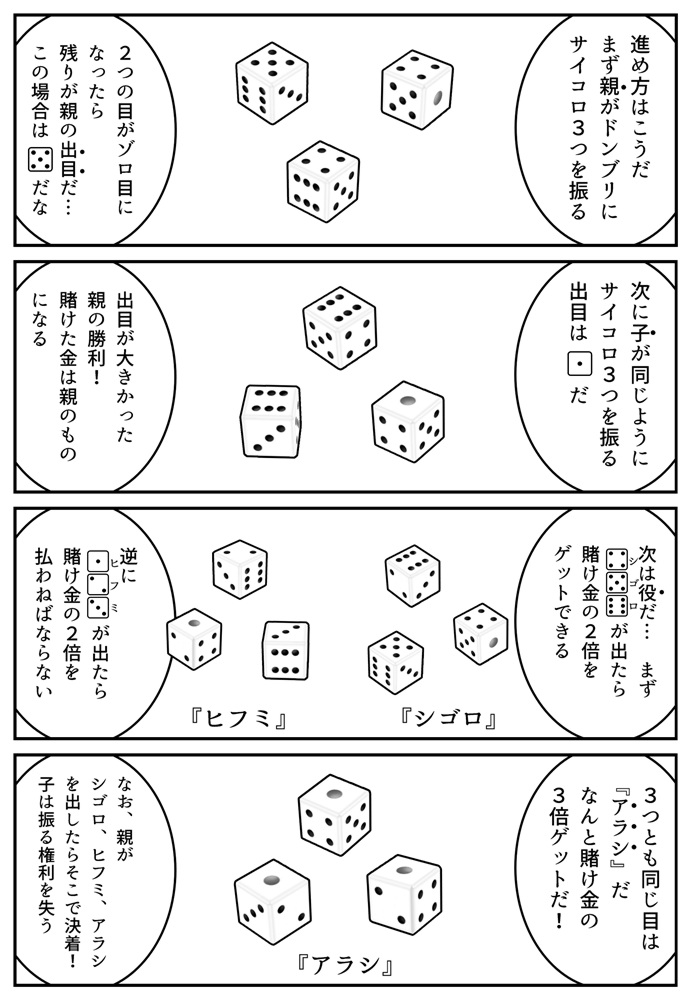 進め方はこうだ
まず親がドンブリに
サイコロ３つを振る
２つの目がゾロ目に
なったら
残りが親の出目だ…
この場合は⚄だな
次に子が同じように
サイコロ３つを振る
出目は⚀だ
出目が大きかった
親の勝利！
賭けた金は親のもの
になる
次は役だ… まず
⚃⚄⚅が出たら
シゴロ
賭け金の２倍を
ゲットできる
『シゴロ』
逆に
⚀⚁⚂が出たら
ヒフミ
賭け金の２倍を
払わねばならない
『ヒフミ』
３つとも同じ目は
『アラシ』だ
なんと賭け金の
３倍ゲットだ！
『アラシ』
なお、親が
シゴロ、ヒフミ、アラシ
を出したらそこで決着！
子は振る権利を失う